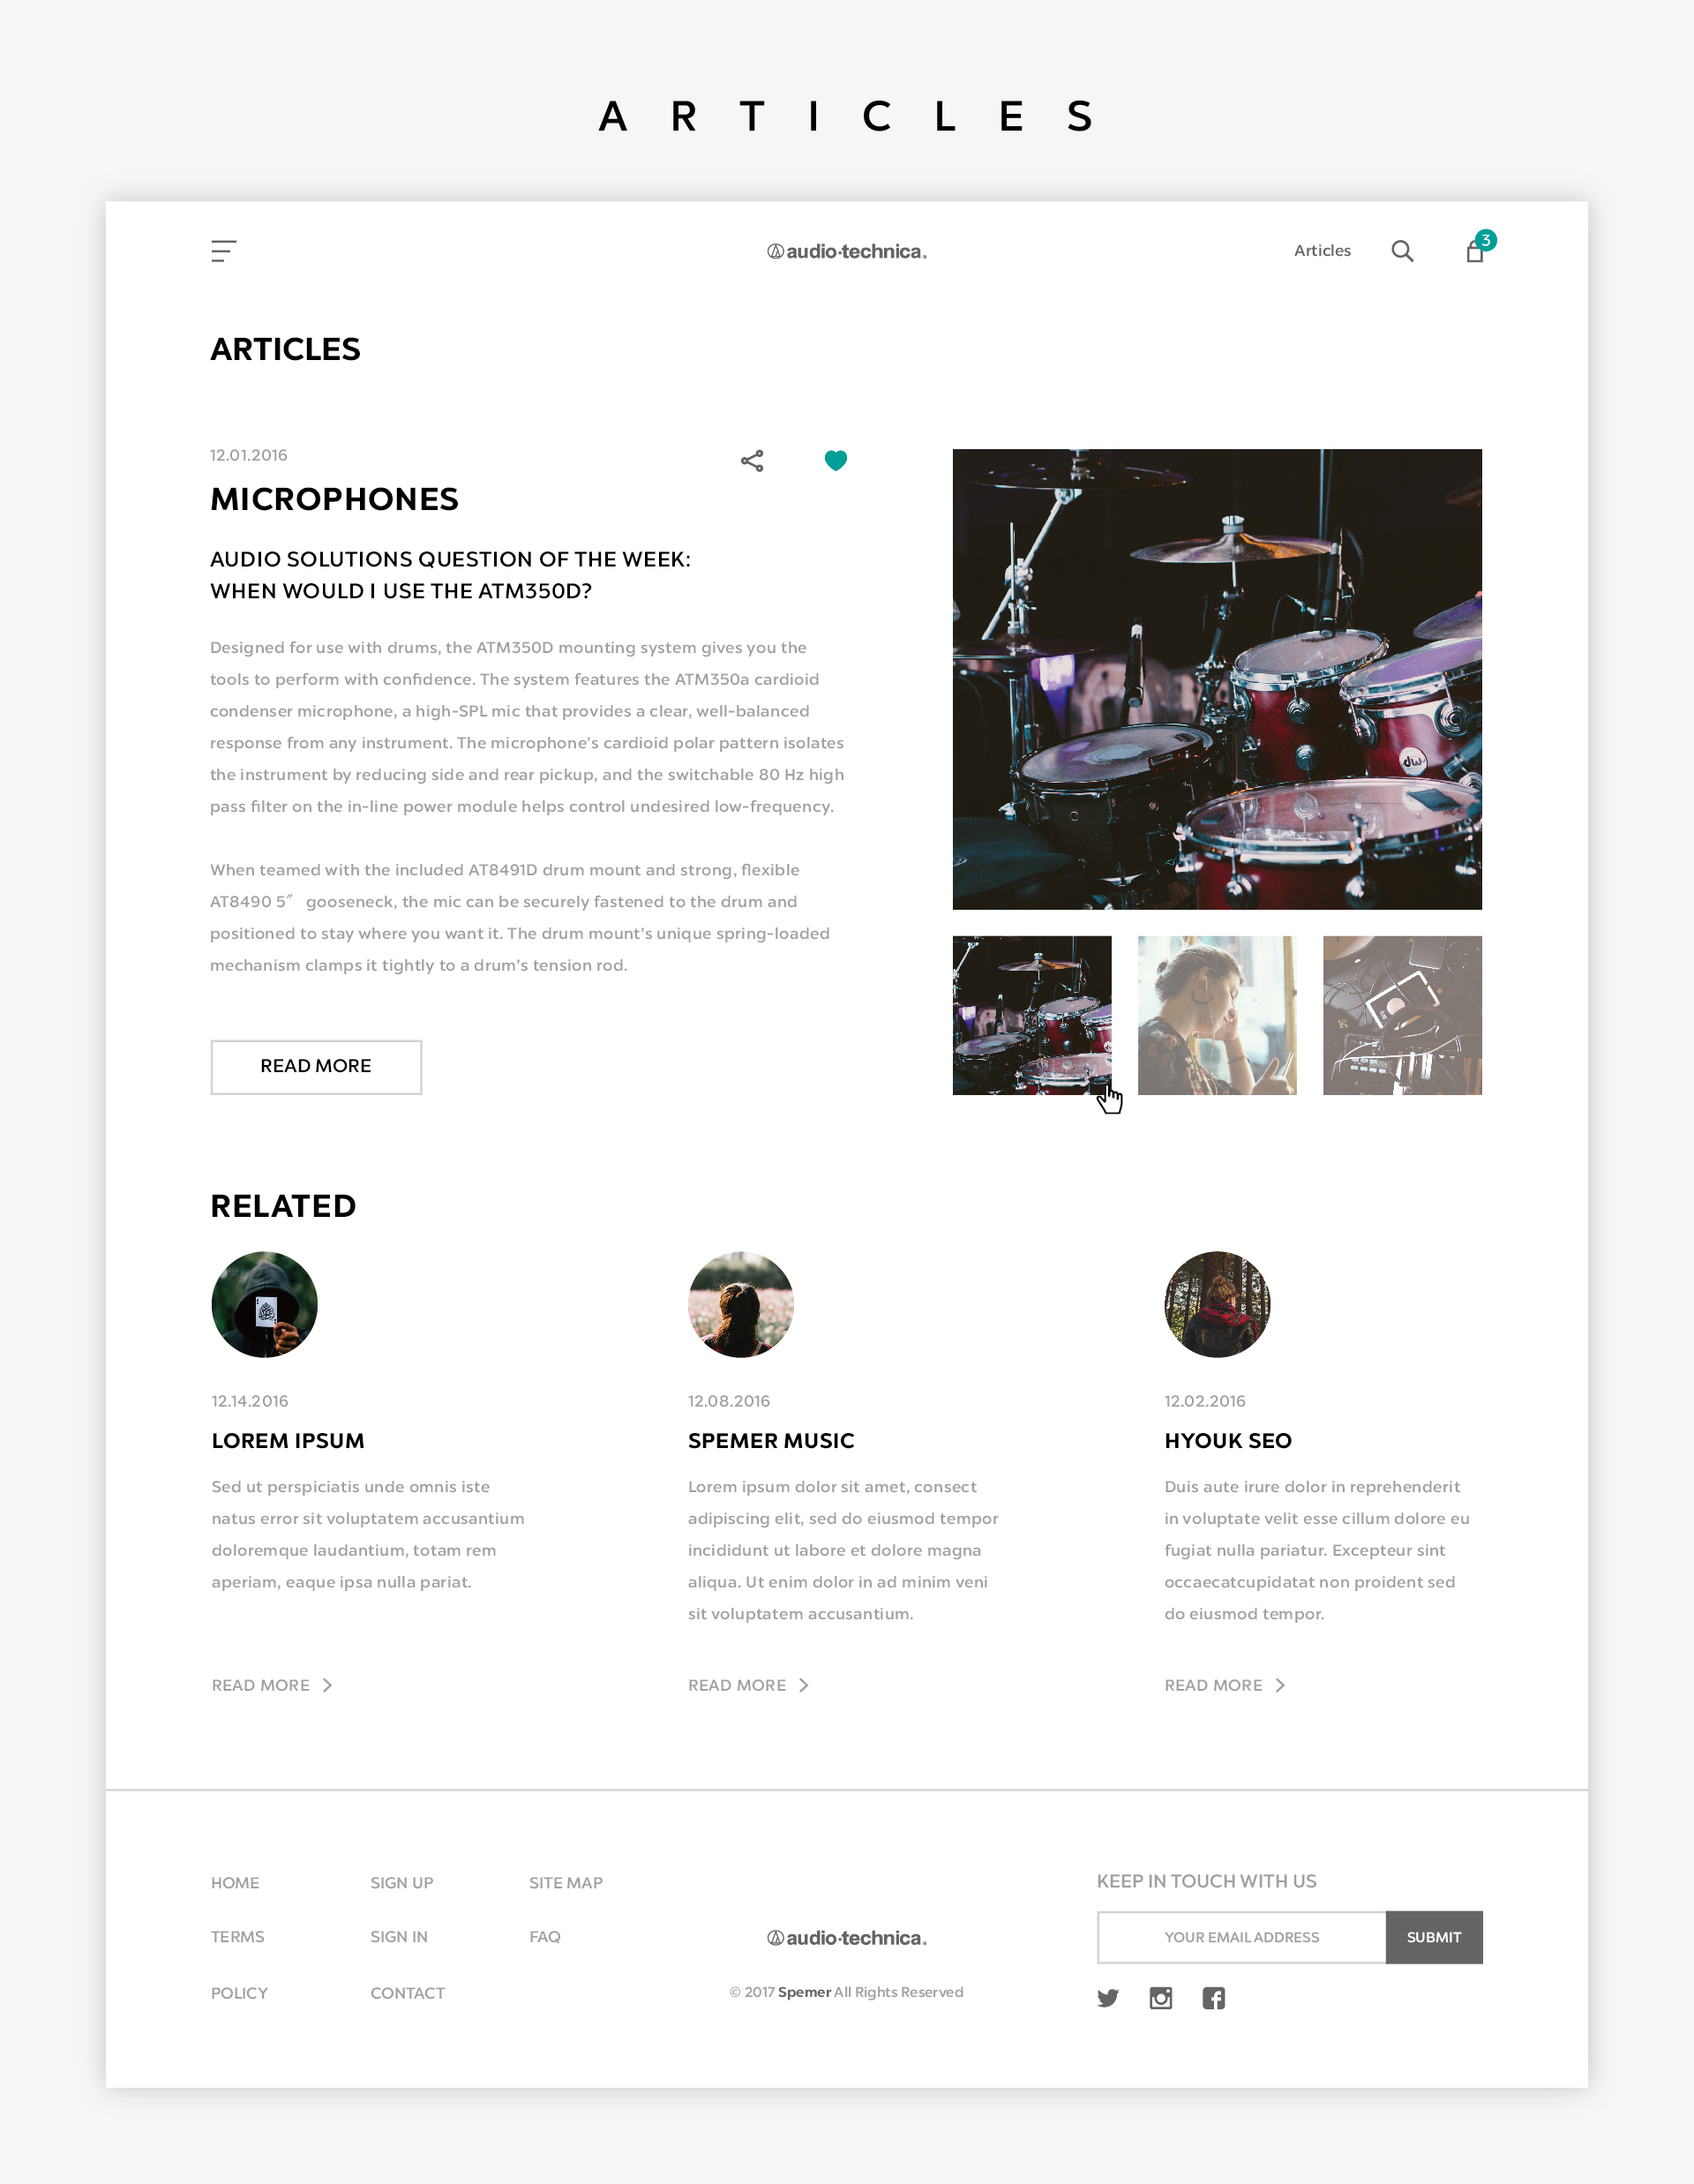 ARTICLES
audio-technica.
Articles
3
ARTICLES
12.01.2016
MICROPHONES
AUDIO SOLUTIONS QUESTION OF THE WEEK:
WHEN WOULD I USE THE ATM350D?
Designed for use with drums, the ATM350D mounting system gives you the
tools to perform with confidence. The system features the ATM350a cardioid
condenser microphone, a high-SPL mic that provides a clear, well-balanced
response from any instrument. The microphone's cardioid polar pattern isolates
the instrument by reducing side and rear pickup, and the switchable 80 Hz high
pass filter on the in-line power module helps control undesired low-frequency.
When teamed with the included AT8491D drum mount and strong, flexible
AT8490 5″ gooseneck, the mic can be securely fastened to the drum and
positioned to stay where you want it. The drum mount's unique spring-loaded
mechanism clamps it tightly to a drum's tension rod.
READ MORE
dw
RELATED
12.14.2016
LOREM IPSUM
Sed ut perspiciatis unde omnis iste
natus error sit voluptatem accusantium
doloremque laudantium, totam rem
aperiam, eaque ipsa nulla pariat.
READ MORE
12.08.2016
SPEMER MUSIC
Lorem ipsum dolor sit amet, consect
adipiscing elit, sed do eiusmod tempor
incididunt ut labore et dolore magna
aliqua. Ut enim dolor in ad minim veni
sit voluptatem accusantium.
READ MORE
12.02.2016
HYOUK SEO
Duis aute irure dolor in reprehenderit
in voluptate velit esse cillum dolore eu
fugiat nulla pariatur. Excepteur sint
occaecatcupidatat non proident sed
do eiusmod tempor.
READ MORE
HOME
SIGN UP
SITE MAP
TERMS
SIGN IN
FAQ
POLICY
CONTACT
audio-technica.
© 2017 Spemer All Rights Reserved
KEEP IN TOUCH WITH US
YOUR EMAIL ADDRESS
SUBMIT